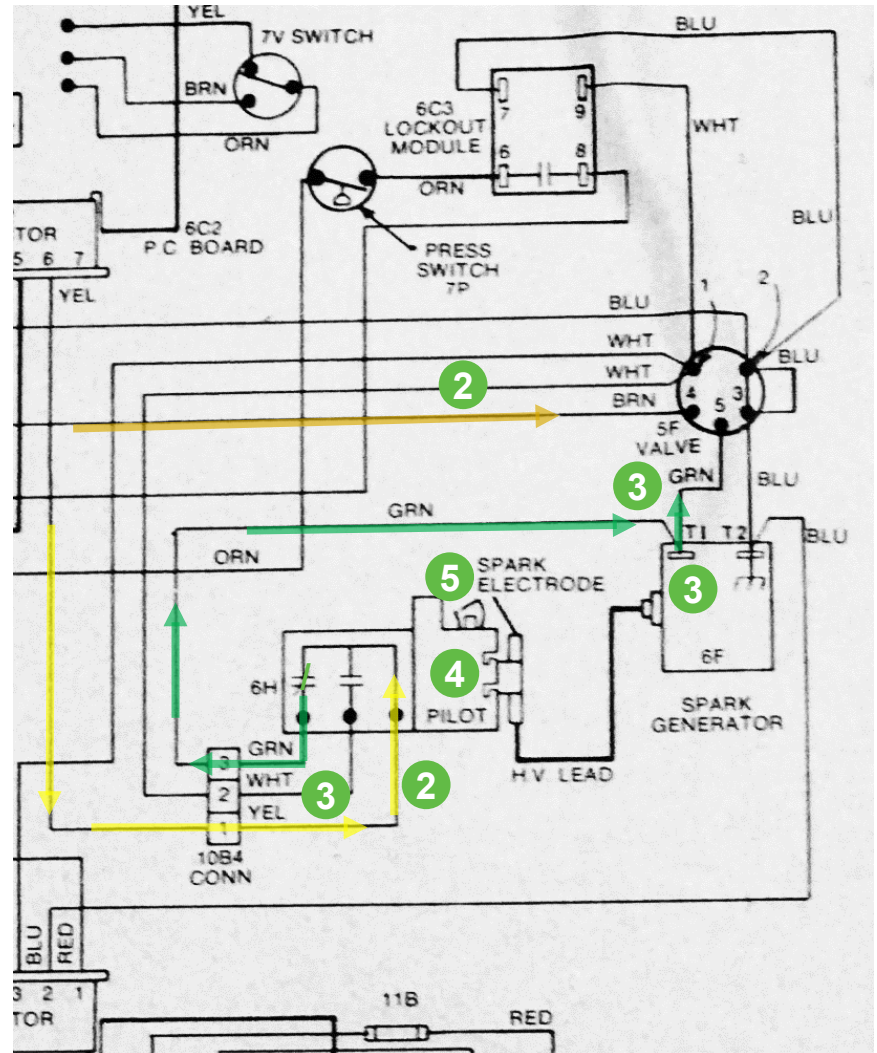 YEL
7V SWITCH
BRN
ORN
BLU
6C3
LOCKOUT
MODULE
7
9
6
8
WHT
ORN
BLU
6C2
P.C. BOARD
TOR
5 6 7
YEL
PRESS
SWITCH
7P
BLU
1
2
WHT
WHT
BLU
2
BRN
4
5
3
5F
VALVE
3
GRN
BLU
GRN
T1 T2
BLU
ORN
5
SPARK
ELECTRODE
3
6H
4
PILOT
6F
SPARK
GENERATOR
GRN
3
WHT
2
3
2
YEL
1
H.V. LEAD
10B4
CONN
BLU
RED
3 2 1
TOR
11B
RED